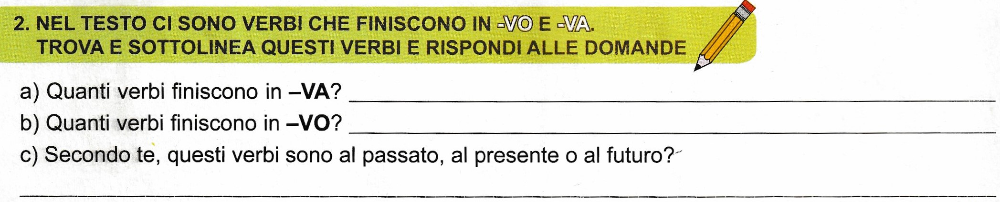 2. NEL TESTO CI SONO VERBI CHE FINISCONO IN -VO E -VA.
TROVA E SOTTOLINEA QUESTI VERBI E RISPONDI ALLE DOMANDE
a) Quanti verbi finiscono in –VA?
b) Quanti verbi finiscono in –VO?
c) Secondo te, questi verbi sono al passato, al presente o al futuro?